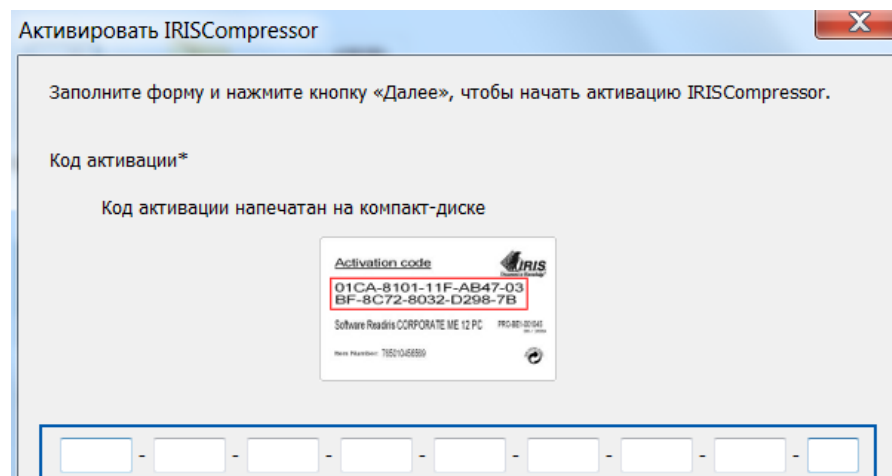 Активировать IRISCompressor
X
Заполните форму и нажмите кнопку «Далее», чтобы начать активацию IRISCompressor.
Код активации*
Код активации напечатан на компакт-диске
Activation code
IRIS
01CA-8101-11F-AB47-03
BF-8C72-8032-D298-7B
Software Readiris CORPORATE ME 12 PC
Item Number:
- - - - - - - -